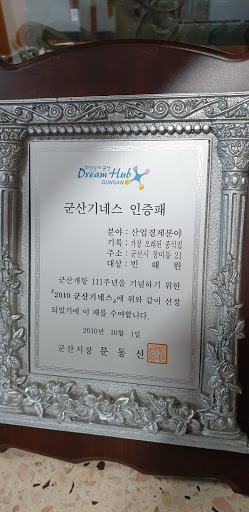 Dream Hub
GUNSAN
군산기네스 인증패
분야: 산업경제분야
기록: 가장 오래된 중식점
주소: 군산시 장미동 21
대상: 빈 해 원
군산개항 111주년을 기념하기 위한
『2010 군산기네스』에 위와 같이 선정
되었기에 이 패를 수여합니다.
2010년 10월 1일
군산시장 문 동 신